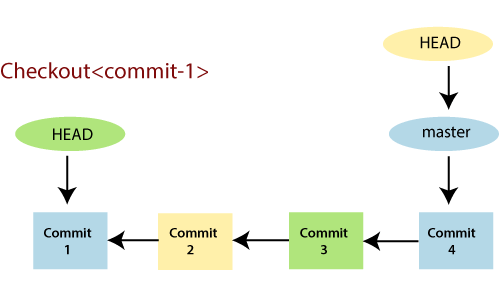 HEAD
Checkout<commit-1>
HEAD
master
Commit
1
Commit
2
Commit
3
Commit
4